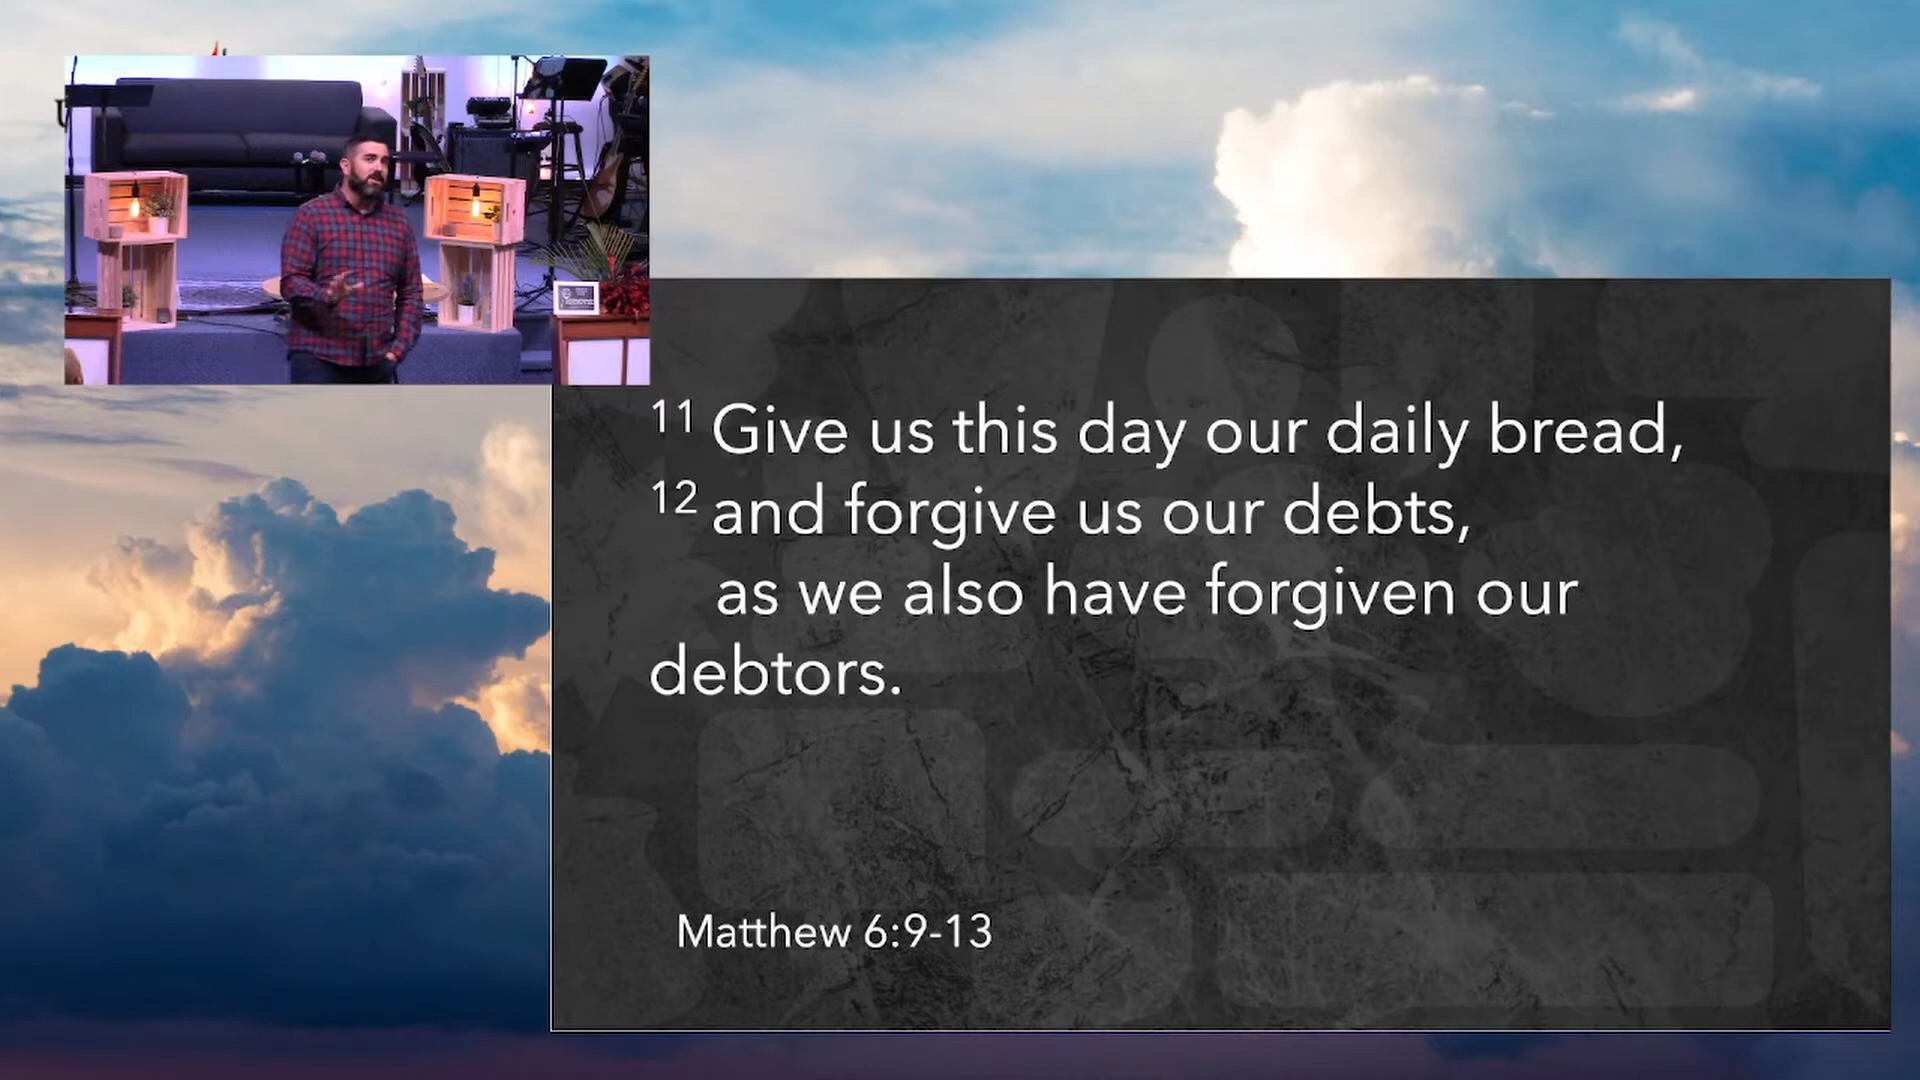 11 Give us this day our daily bread,
12 and forgive us our debts,
as we also have forgiven our
debtors.
Matthew 6:9-13